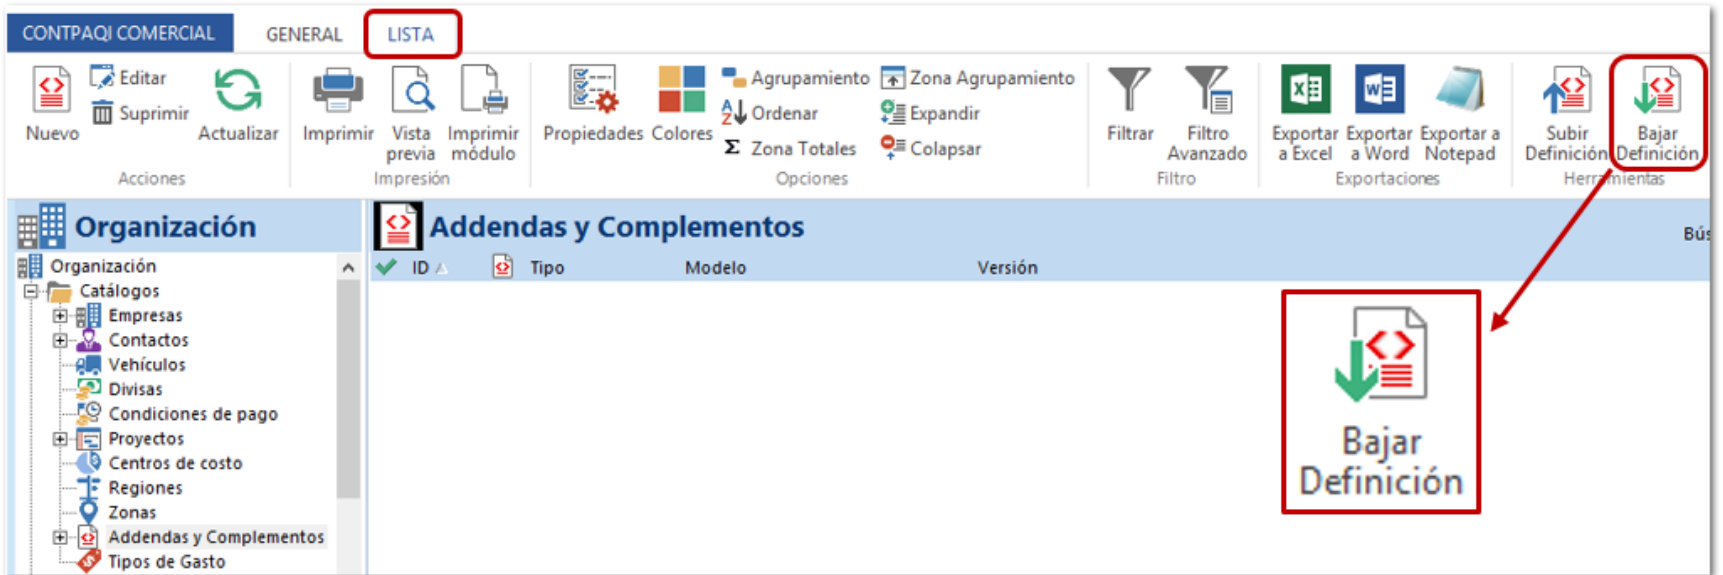 CONTPAQI COMERCIAL GENERAL LISTA
Nuevo
Editar
Suprimir
Actualizar
Acciones
Imprimir
Vista previa
Imprimir módulo
Impresión
Propiedades
Colores
Agrupamiento
Ordenar
Zona Totales
Zona Agrupamiento
Expandir
Colapsar
Opciones
Filtrar
Filtro Avanzado
Filtro
Exportar a Excel
Exportar a Word
Exportar a Notepad
Exportaciones
Subir Definición
Bajar Definición
Herramientas
Organización
Organización
Catálogos
Empresas
Contactos
Vehículos
Divisas
Condiciones de pago
Proyectos
Centros de costo
Regiones
Zonas
Addendas y Complementos
Tipos de Gasto
Addendas y Complementos
Bús
ID Tipo Modelo Versión
Bajar
Definición